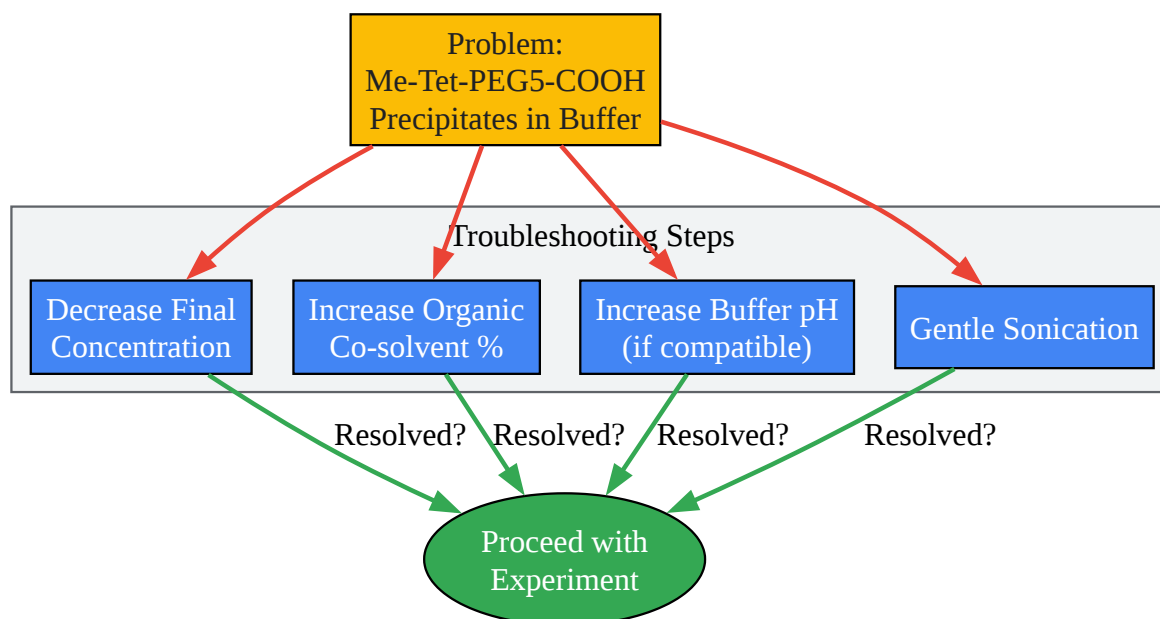 Problem:
Me-Tet-PEG5-COOH
Precipitates in Buffer
Troubleshooting Steps
Decrease Final
Concentration
Increase Organic
Co-solvent %
Increase Buffer pH
(if compatible)
Gentle Sonication
Resolved?
Resolved?
Resolved?
Resolved?
Proceed with
Experiment